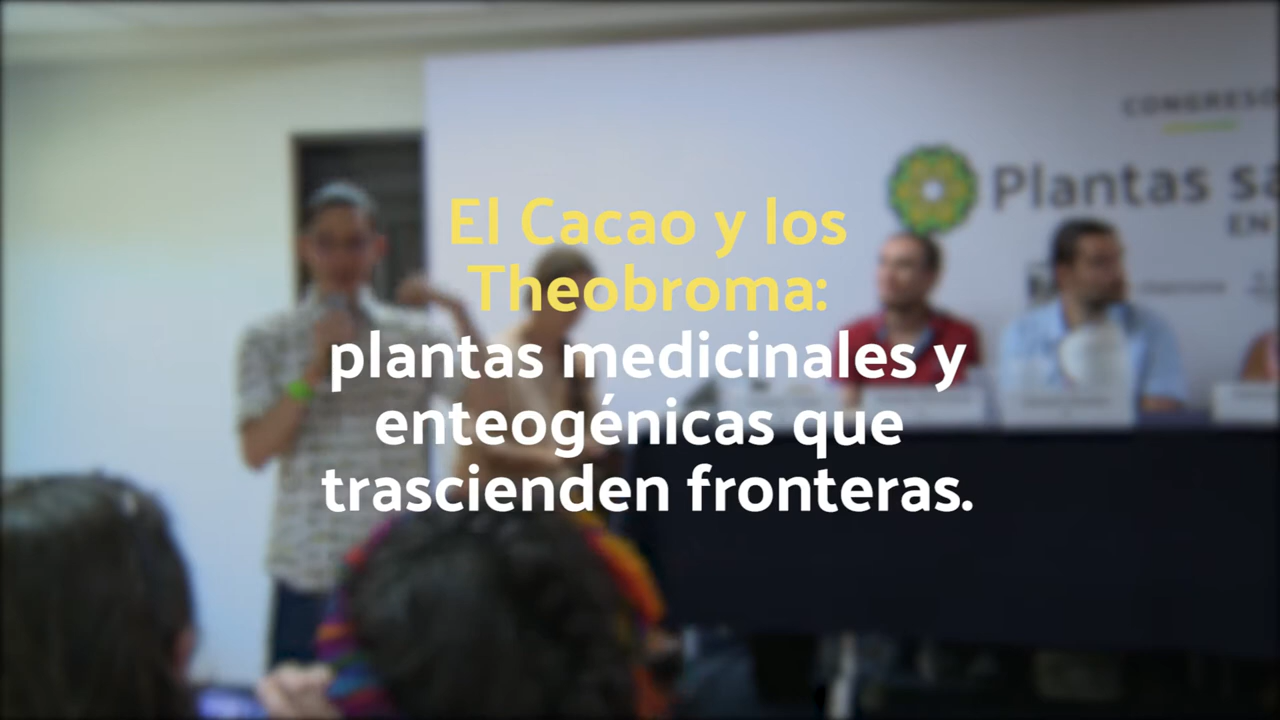 CONGRESO
Plantas sa
EN
El Cacao y los
Theobroma:
plantas medicinales y
enteogénicas que
trascienden fronteras.